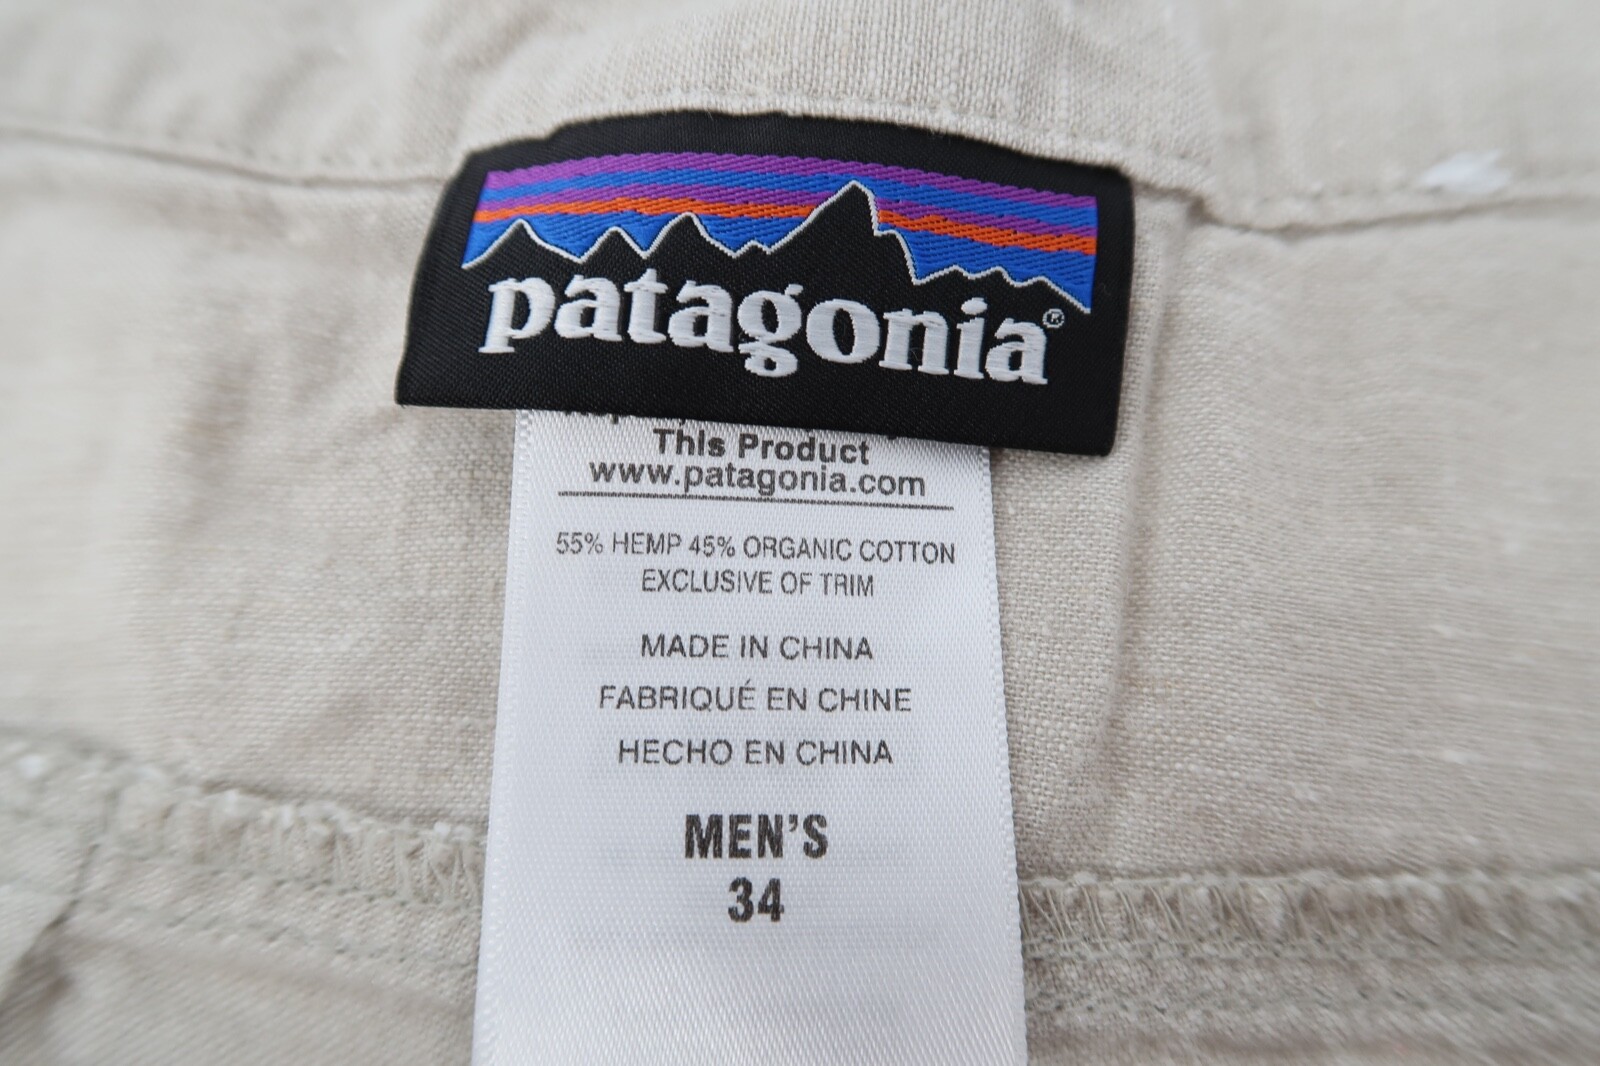 patagonia®
This Product
www.patagonia.com
55% HEMP 45% ORGANIC COTTON
EXCLUSIVE OF TRIM
MADE IN CHINA
FABRIQUÉ EN CHINE
HECHO EN CHINA
MEN'S
34